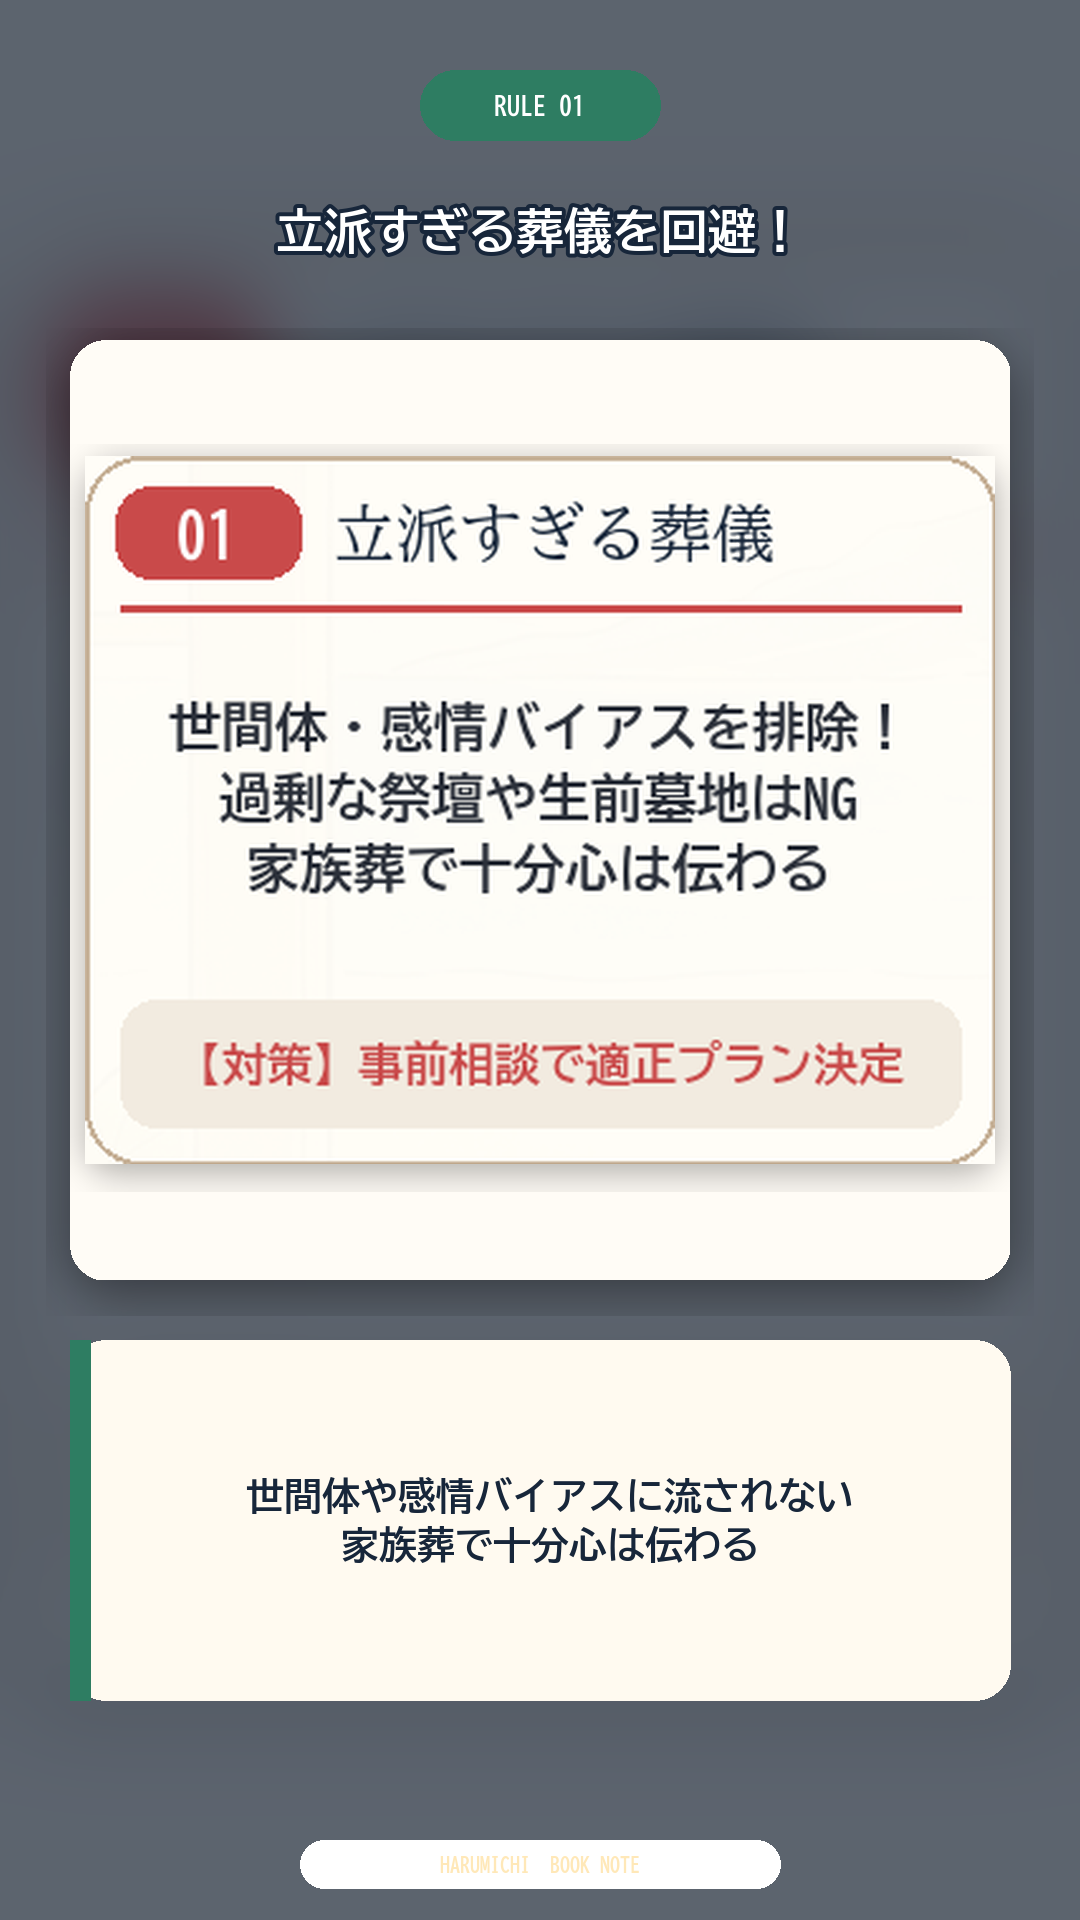 RULE 01
立派すぎる葬儀を回避！
01 立派すぎる葬儀
世間体・感情バイアスを排除！
過剰な祭壇や生前墓地はNG
家族葬で十分心は伝わる
【対策】事前相談で適正プラン決定
世間体や感情バイアスに流されない
家族葬で十分心は伝わる
HARUMICHI BOOK NOTE